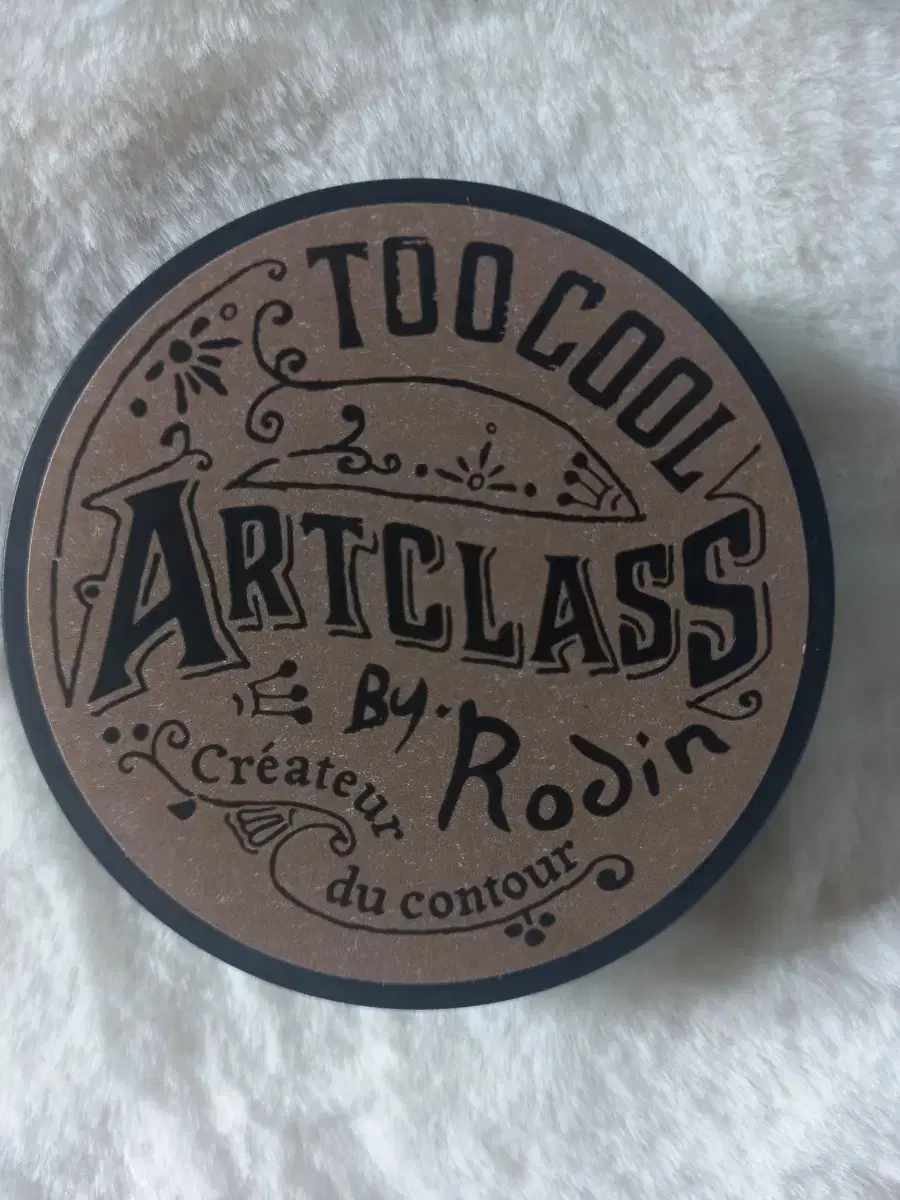 TOO COOL
ARTCLASS
By. Rodin
Créateur
du contour